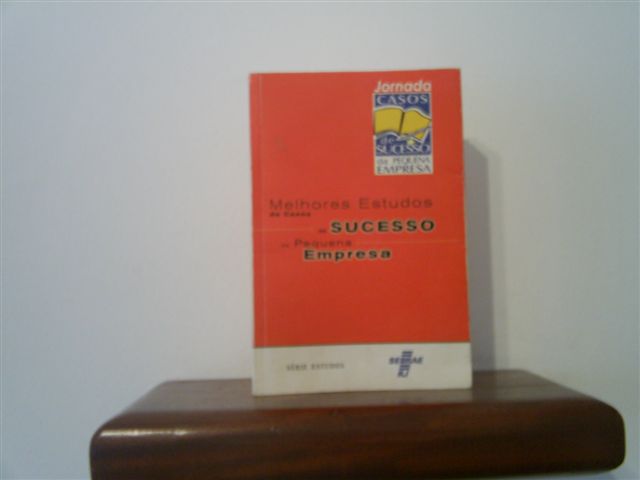 Jornada
CASOS
de
SUCESSO
da PEQUENA
EMPRESA
Melhores Estudos
de Casos
de SUCESSO
da Pequena
Empresa
SÉRIE ESTUDOS
SEBRAE